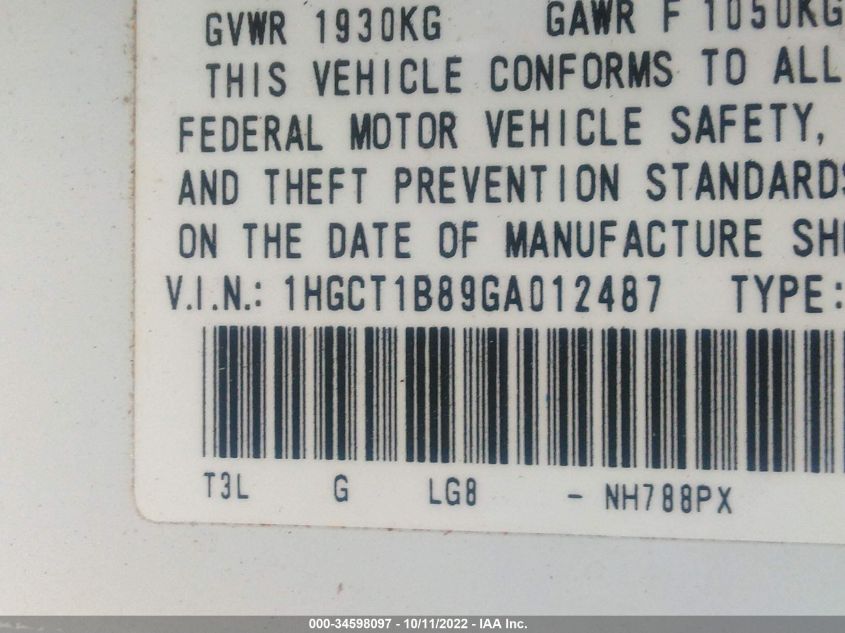 GVWR 1930KG GAWR F 1050KG
THIS VEHICLE CONFORMS TO ALL
FEDERAL MOTOR VEHICLE SAFETY,
AND THEFT PREVENTION STANDARDS
ON THE DATE OF MANUFACTURE SHO
V.I.N.: 1HGCT1B89GA012487 TYPE:
T3L G LG8 - NH788PX
000-34598097 - 10/11/2022 - IAA Inc.